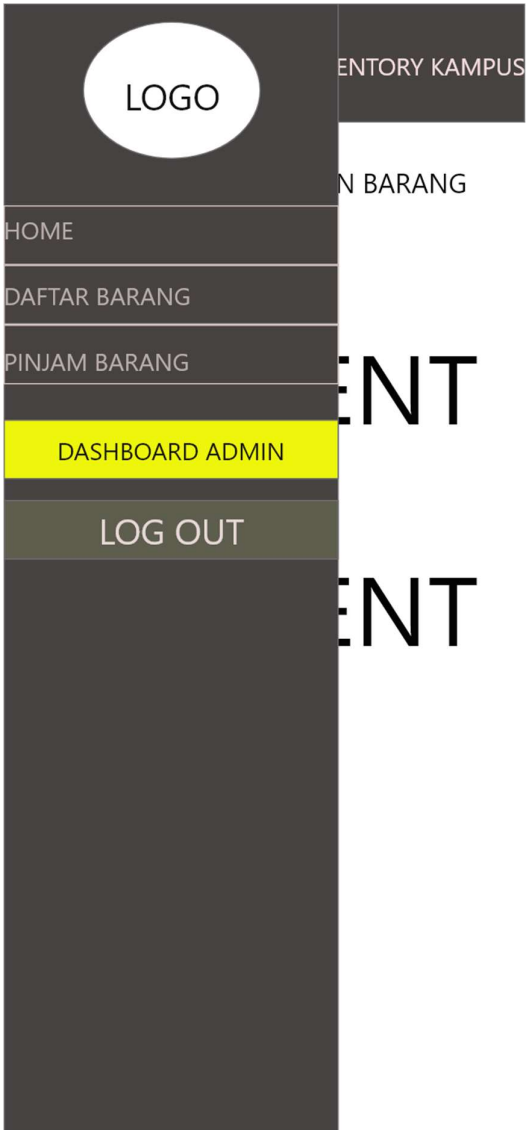 LOGO
ENTORY KAMPUS
N BARANG
HOME
DAFTAR BARANG
PINJAM BARANG
ENT
DASHBOARD ADMIN
LOG OUT
ENT